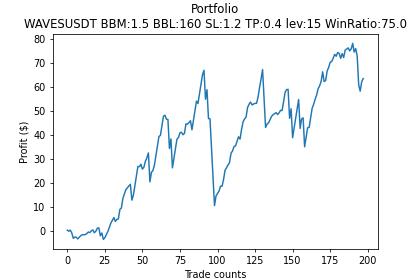 Portfolio
WAVESUSDT BBM:1.5 BBL:160 SL:1.2 TP:0.4 lev:15 WinRatio:75.0
80
70
60
50
40
30
20
10
0
Profit ($)
0 25 50 75 100 125 150 175 200
Trade counts